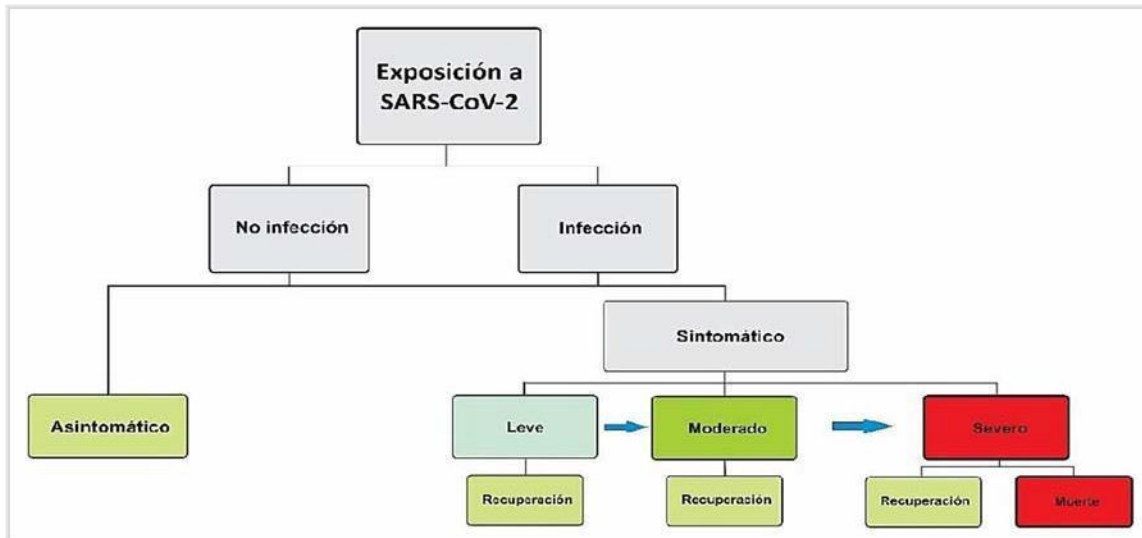 Exposición a
SARS-CoV-2
No infección
Infección
Sintomático
Asintomático
Leve
Moderado
Severo
Recuperación
Recuperación
Recuperación
Muerte